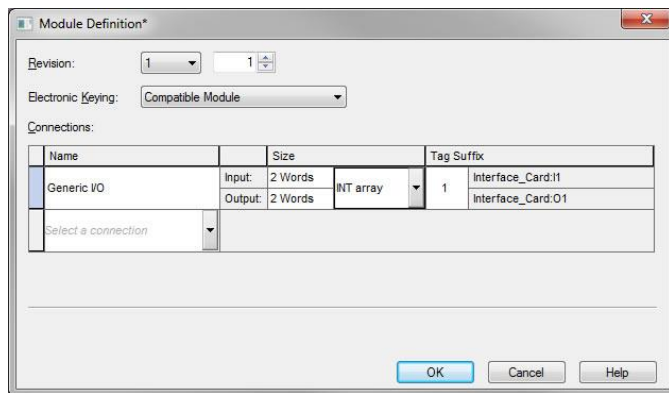 Module Definition*
Revision: 1 1
Electronic Keying: Compatible Module
Connections:
Name Size Tag Suffix
Generic I/O Input: 2 Words INT array 1 Interface_Card:I1
Output: 2 Words Interface_Card:O1
Select a connection
OK Cancel Help